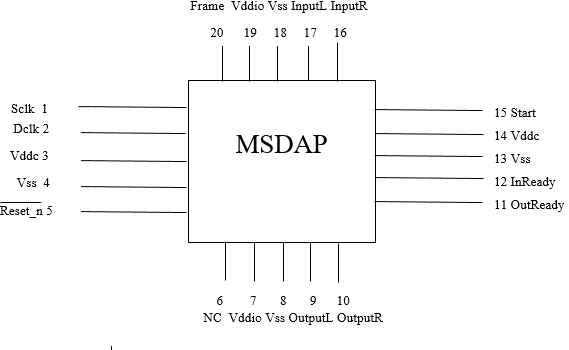 Frame Vddio Vss InputL InputR
20 19 18 17 16
Sclk 1
Dclk 2
Vddc 3
Vss 4
Reset_n 5
MSDAP
15 Start
14 Vddc
13 Vss
12 InReady
11 OutReady
6 7 8 9 10
NC Vddio Vss OutputL OutputR